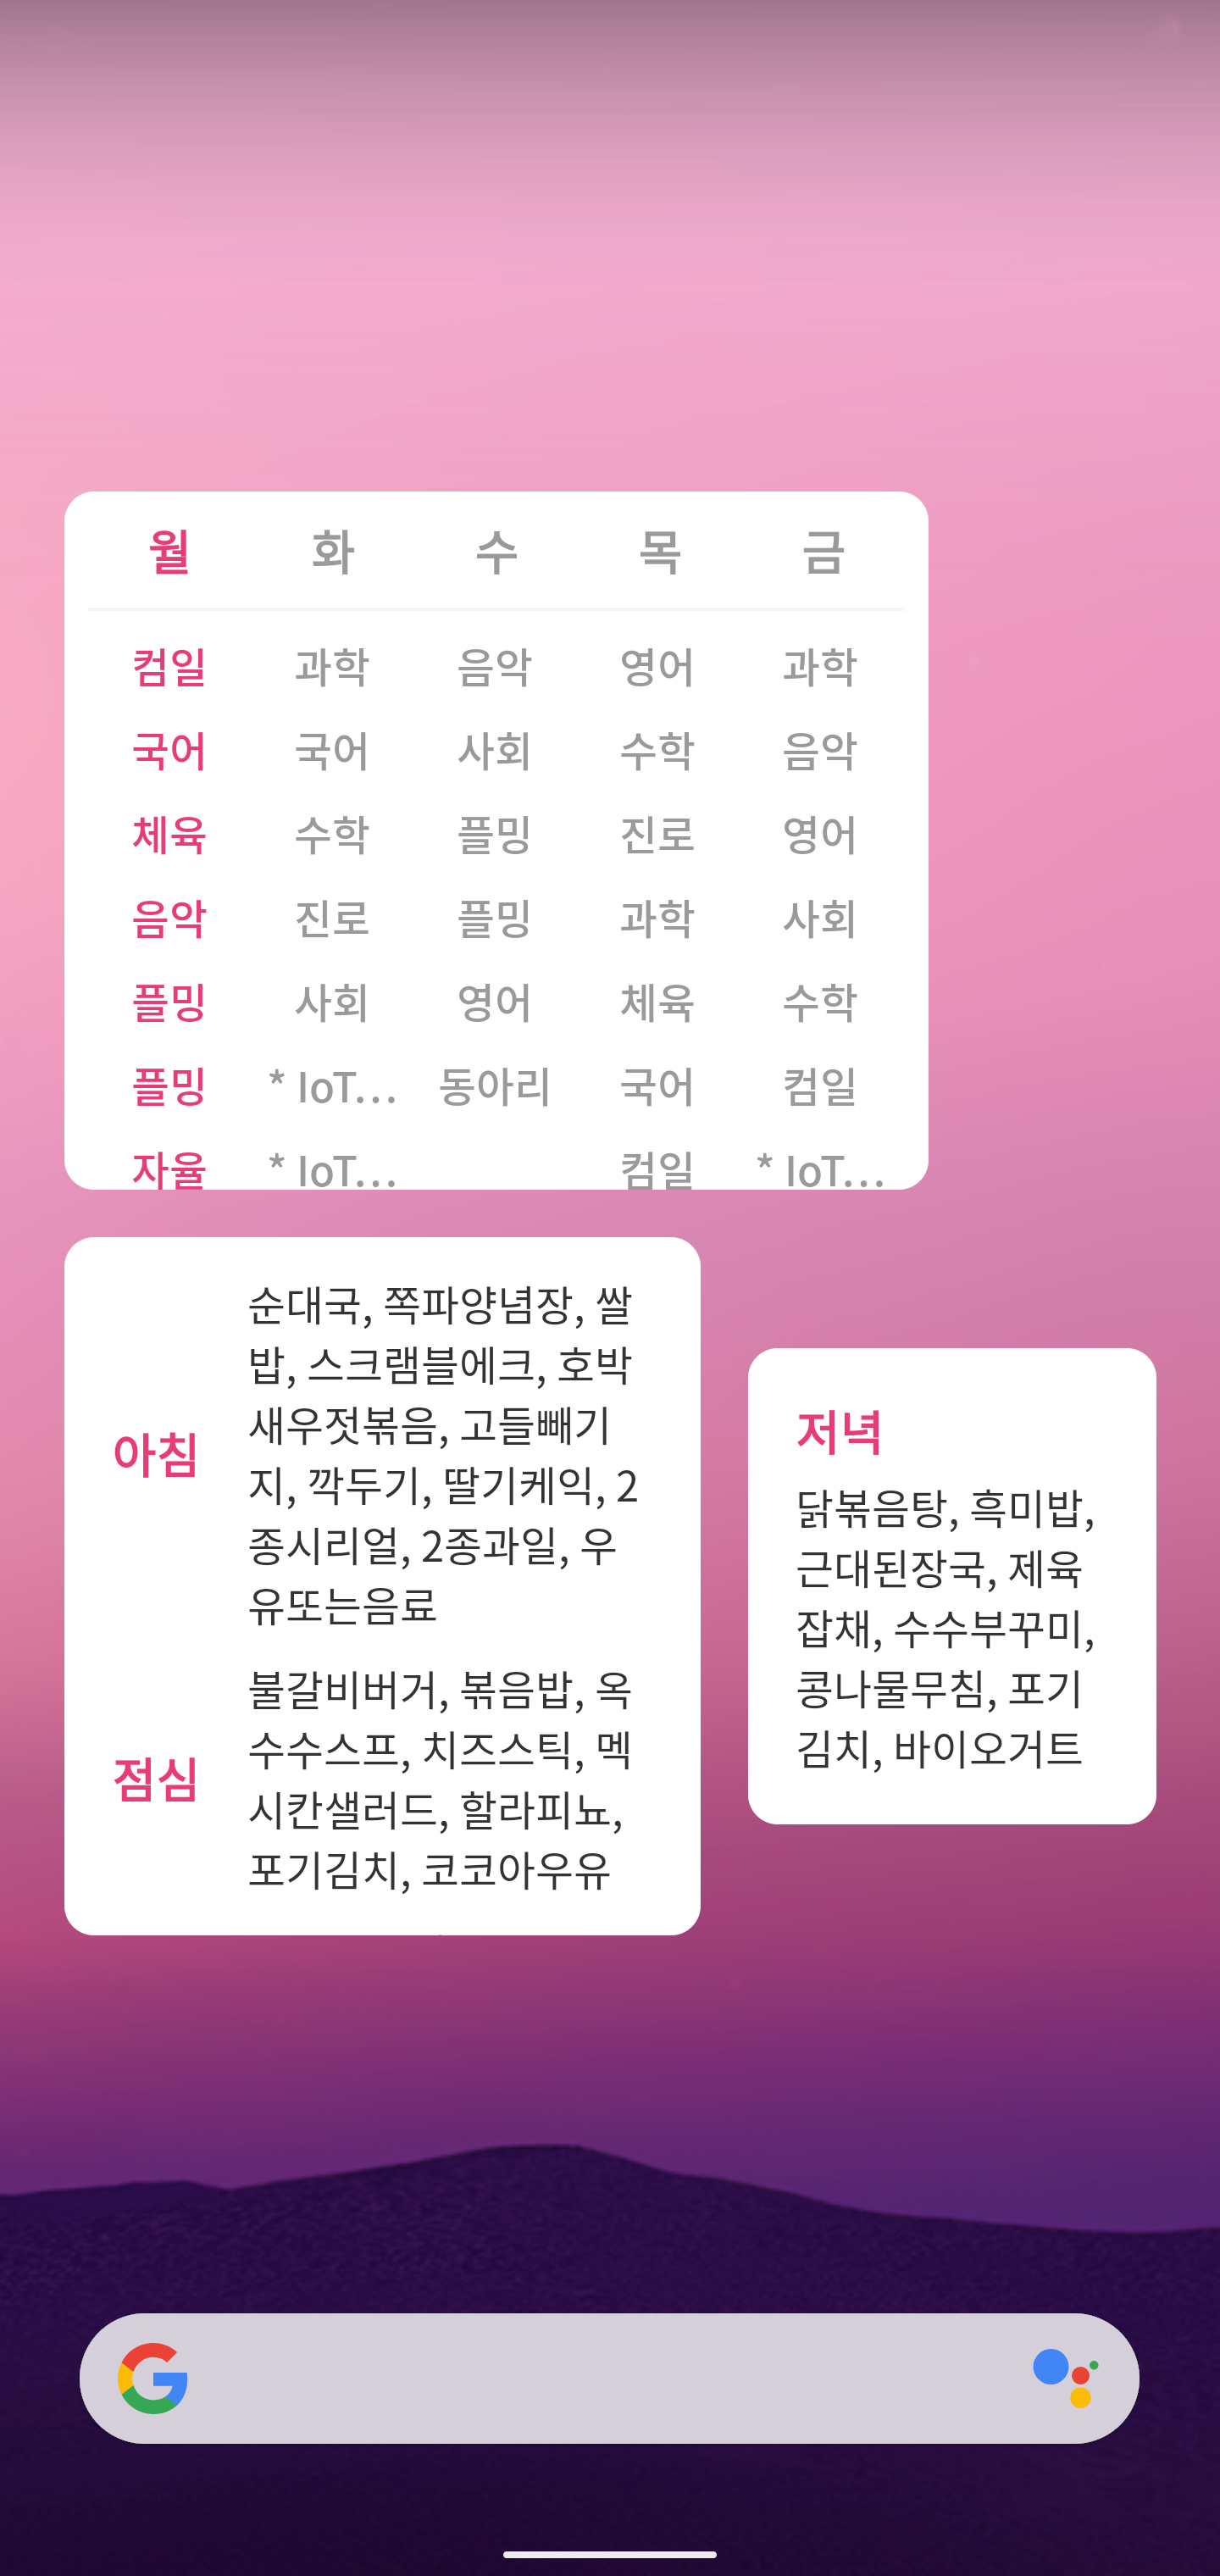 월 화 수 목 금
컴일 과학 음악 영어 과학
국어 국어 사회 수학 음악
체육 수학 플밍 진로 영어
음악 진로 플밍 과학 사회
플밍 사회 영어 체육 수학
플밍 * IoT... 동아리 국어 컴일
자율 * IoT... 컴일 * IoT...
아침
순대국, 쪽파양념장, 쌀
밥, 스크램블에크, 호박
새우젓볶음, 고들빼기
지, 깍두기, 딸기케익, 2
종시리얼, 2종과일, 우
유또는음료
점심
불갈비버거, 볶음밥, 옥
수수스프, 치즈스틱, 멕
시칸샐러드, 할라피뇨,
포기김치, 코코아우유
저녁
닭볶음탕, 흑미밥,
근대된장국, 제육
잡채, 수수부꾸미,
콩나물무침, 포기
김치, 바이오거트